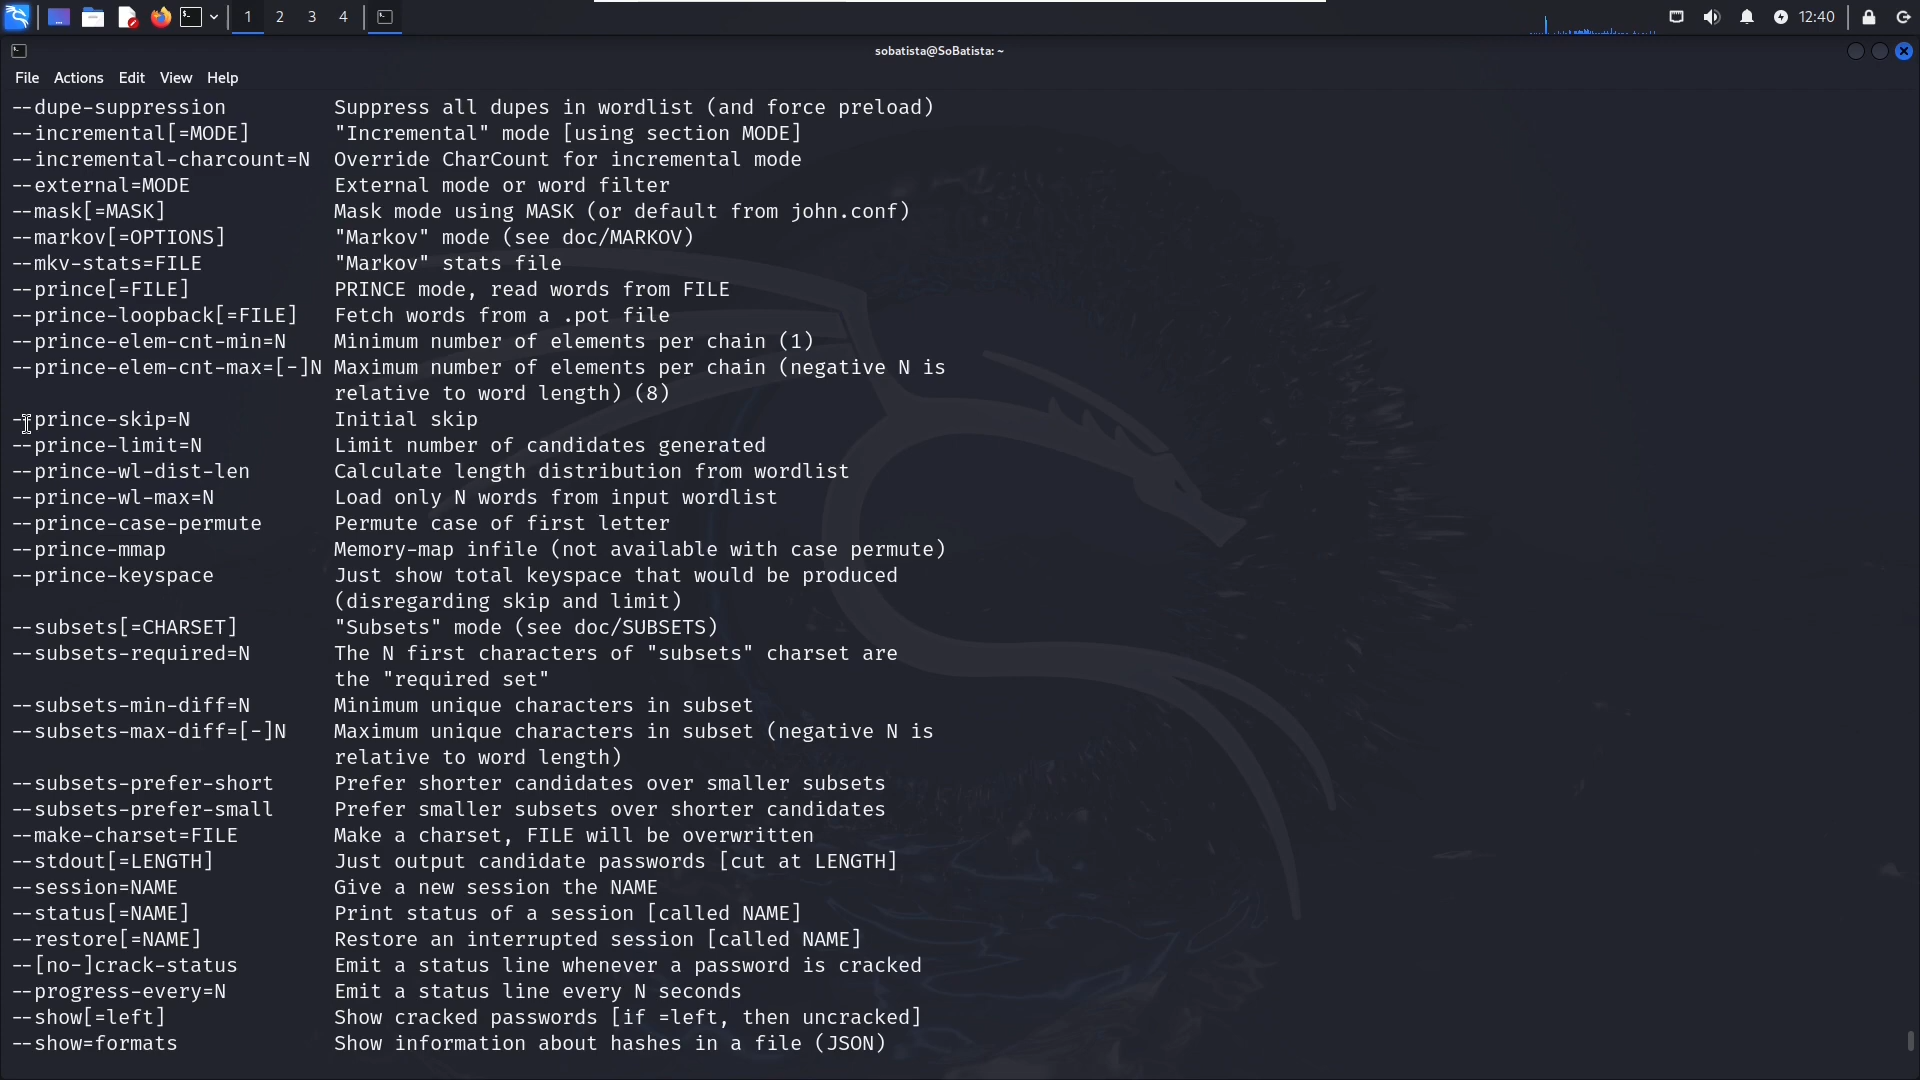 1 2 3 4 12:40
sobatista@SoBatista: ~
File Actions Edit View Help
--dupe-suppression Suppress all dupes in wordlist (and force preload)
--incremental[=MODE] "Incremental" mode [using section MODE]
--incremental-charcount=N Override CharCount for incremental mode
--external=MODE External mode or word filter
--mask[=MASK] Mask mode using MASK (or default from john.conf)
--markov[=OPTIONS] "Markov" mode (see doc/MARKOV)
--mkv-stats=FILE "Markov" stats file
--prince[=FILE] PRINCE mode, read words from FILE
--prince-loopback[=FILE] Fetch words from a .pot file
--prince-elem-cnt-min=N Minimum number of elements per chain (1)
--prince-elem-cnt-max=[-]N Maximum number of elements per chain (negative N is
relative to word length) (8)
--prince-skip=N Initial skip
--prince-limit=N Limit number of candidates generated
--prince-wl-dist-len Calculate length distribution from wordlist
--prince-wl-max=N Load only N words from input wordlist
--prince-case-permute Permute case of first letter
--prince-mmap Memory-map infile (not available with case permute)
--prince-keyspace Just show total keyspace that would be produced
(disregarding skip and limit)
--subsets[=CHARSET] "Subsets" mode (see doc/SUBSETS)
--subsets-required=N The N first characters of "subsets" charset are
the "required set"
--subsets-min-diff=N Minimum unique characters in subset
--subsets-max-diff=[-]N Maximum unique characters in subset (negative N is
relative to word length)
--subsets-prefer-short Prefer shorter candidates over smaller subsets
--subsets-prefer-small Prefer smaller subsets over shorter candidates
--make-charset=FILE Make a charset, FILE will be overwritten
--stdout[=LENGTH] Just output candidate passwords [cut at LENGTH]
--session=NAME Give a new session the NAME
--status[=NAME] Print status of a session [called NAME]
--restore[=NAME] Restore an interrupted session [called NAME]
--[no-]crack-status Emit a status line whenever a password is cracked
--progress-every=N Emit a status line every N seconds
--show[=left] Show cracked passwords [if =left, then uncracked]
--show=formats Show information about hashes in a file (JSON)